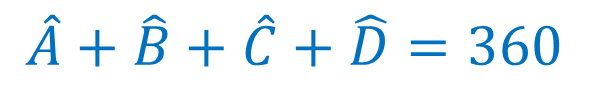 Â + B̂ + Ĉ + D̂ = 360